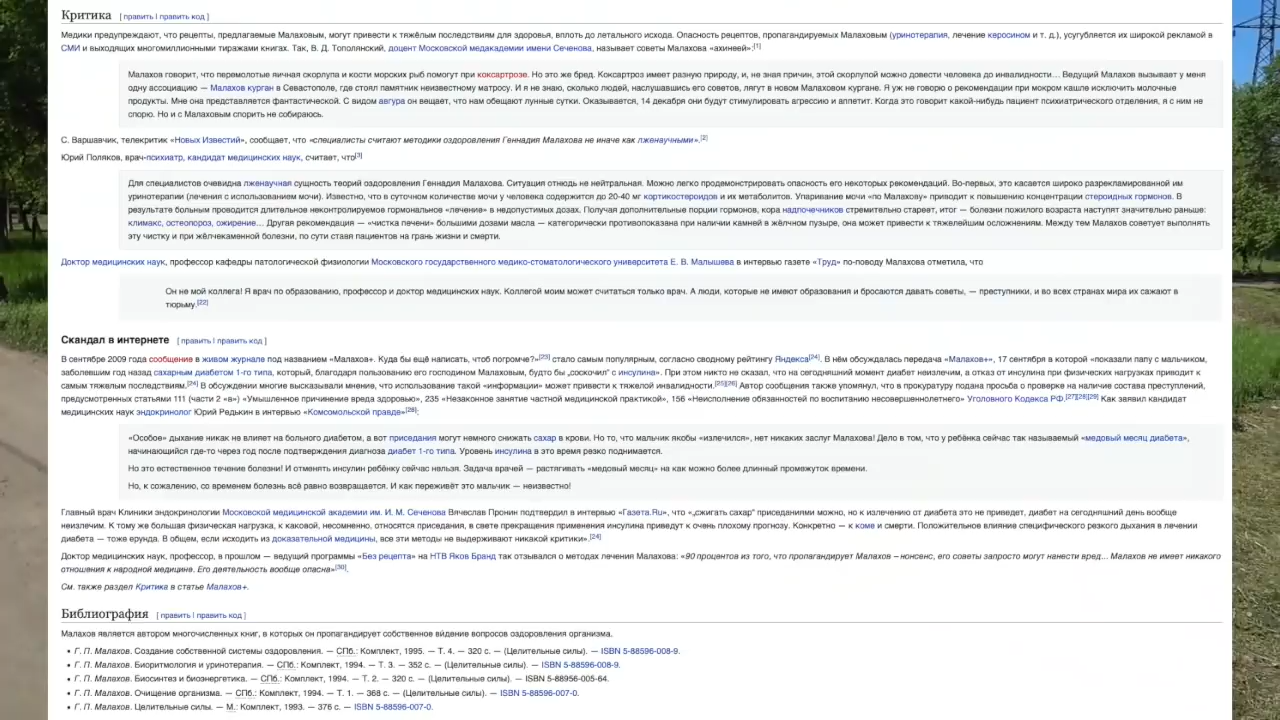 Критика [ править | править код ]
Медики предупреждают, что рецепты, предлагаемые Малаховым, могут привести к тяжёлым последствиям для здоровья, вплоть до летального исхода. Опасность рецептов, пропагандируемых Малаховым (уринотерапия, лечение керосином и т. д.), усугубляется их широкой рекламой в
СМИ и выходящих многомиллионными тиражами книгах. Так, В. Д. Тополянский, доцент Московской медакадемии имени Сеченова, называет советы Малахова «ахинеей»:[1]
Малахов говорит, что перемолотые яичная скорлупа и кости морских рыб помогут при коксартрозе. Но это же бред. Коксартроз имеет разную природу, и, не зная причин, этой скорлупой можно довести человека до инвалидности… Ведущий Малахов вызывает у меня
одну ассоциацию — Малахов курган в Севастополе, где стоял памятник неизвестному матросу. И я не знаю, сколько людей, наслушавшись его советов, лягут в новом Малаховом кургане. Я уж не говорю о рекомендации при мокром кашле исключить молочные
продукты. Мне она представляется фантастической. С видом авгура он вещает, что нам обещают лунные сутки. Оказывается, 14 декабря они будут стимулировать агрессию и аппетит. Когда это говорит какой-нибудь пациент психиатрического отделения, я с ним не
спорю. Но и с Малаховым спорить не собираюсь.
С. Варшавчик, телекритик «Новых Известий», сообщает, что «специалисты считают методики оздоровления Геннадия Малахова не иначе как лженаучными».[2]
Юрий Поляков, врач-психиатр, кандидат медицинских наук, считает, что[3]
Для специалистов очевидна лженаучная сущность теорий оздоровления Геннадия Малахова. Ситуация отнюдь не нейтральная. Можно легко продемонстрировать опасность его некоторых рекомендаций. Во-первых, это касается широко разрекламированной им
уринотерапии (лечения с использованием мочи). Известно, что в суточном количестве мочи у человека содержится до 20-40 мг кортикостероидов и их метаболитов. Упаривание мочи «по Малахову» приводит к повышению концентрации стероидных гормонов. В
результате больным проводится длительное неконтролируемое гормональное «лечение» в недопустимых дозах. Получая дополнительные порции гормонов, кора надпочечников стремительно стареет, итог — болезни пожилого возраста наступят значительно раньше:
климакс, остеопороз, ожирение… Другая рекомендация — «чистка печени» большими дозами масла — категорически противопоказана при наличии камней в жёлчном пузыре, она может привести к тяжелейшим осложнениям. Между тем Малахов советует выполнять
эту чистку и при жёлчекаменной болезни, по сути ставя пациентов на грань жизни и смерти.
Доктор медицинских наук, профессор кафедры патологической физиологии Московского государственного медико-стоматологического университета Е. В. Малышева в интервью газете «Труд» по-поводу Малахова отметила, что
Он не мой коллега! Я врач по образованию, профессор и доктор медицинских наук. Коллегой моим может считаться только врач. А люди, которые не имеют образования и бросаются давать советы, — преступники, и во всех странах мира их сажают в
тюрьму.[22]
Скандал в интернете [ править | править код ]
В сентябре 2009 года сообщение в живом журнале под названием «Малахов+. Куда бы ещё написать, чтоб погромче?»[23] стало самым популярным, согласно сводному рейтингу Яндекса[24]. В нём обсуждалась передача «Малахов+», 17 сентября в которой «показали папу с мальчиком,
заболевшим год назад сахарным диабетом 1-го типа, который, благодаря пользованию его господином Малаховым, будто бы „соскочил" с инсулина». При этом никто не сказал, что на сегодняшний момент диабет неизлечим, а отказ от инсулина при физических нагрузках приводит к
самым тяжелым последствиям.[24] В обсуждении многие высказывали мнение, что использование такой «информации» может привести к тяжелой инвалидности.[25][26] Автор сообщения также упомянул, что в прокуратуру подана просьба о проверке на наличие состава преступлений,
предусмотренных статьями 111 (части 2 «в») «Умышленное причинение вреда здоровью», 235 «Незаконное занятие частной медицинской практикой», 156 «Неисполнение обязанностей по воспитанию несовершеннолетнего» Уголовного Кодекса РФ.[27][28][29] Как заявил кандидат
медицинских наук эндокринолог Юрий Редькин в интервью «Комсомольской правде»[28]:
«Особое» дыхание никак не влияет на больного диабетом, а вот приседания могут немного снижать сахар в крови. Но то, что мальчик якобы «излечился», нет никаких заслуг Малахова! Дело в том, что у ребёнка сейчас так называемый «медовый месяц диабета»,
начинающийся где-то через год после подтверждения диагноза диабет 1-го типа. Уровень инсулина в это время резко поднимается.
Но это естественное течение болезни! И отменять инсулин ребёнку сейчас нельзя. Задача врачей — растягивать «медовый месяц» на как можно более длинный промежуток времени.
Но, к сожалению, со временем болезнь всё равно возвращается. И как переживёт это мальчик — неизвестно!
Главный врач Клиники эндокринологии Московской медицинской академии им. И. М. Сеченова Вячеслав Пронин подтвердил в интервью «Газета.Ru», что «„сжигать сахар" приседаниями можно, но к излечению от диабета это не приведет, диабет на сегодняшний день вообще
неизлечим. К тому же большая физическая нагрузка, к каковой, несомненно, относятся приседания, в свете прекращения применения инсулина приведут к очень плохому прогнозу. Конкретно — к коме и смерти. Положительное влияние специфического резкого дыхания в лечении
диабета — тоже ерунда. В общем, если исходить из доказательной медицины, все эти методы не выдерживают никакой критики».[24]
Доктор медицинских наук, профессор, в прошлом — ведущий программы «Без рецепта» на НТВ Яков Бранд так отзывался о методах лечения Малахова: «90 процентов из того, что пропагандирует Малахов – нонсенс, его советы запросто могут нанести вред... Малахов не имеет никакого
отношения к народной медицине. Его деятельность вообще опасна»[30].
См. также раздел Критика в статье Малахов+.
Библиография [ править | править код ]
Малахов является автором многочисленных книг, в которых он пропагандирует собственное ви́дение вопросов оздоровления организма.
• Г. П. Малахов. Создание собственной системы оздоровления. — СПб.: Комплект, 1995. — Т. 4. — 320 с. — (Целительные силы). — ISBN 5-88596-008-9.
• Г. П. Малахов. Биоритмология и уринотерапия. — СПб.: Комплект, 1994. — Т. 3. — 352 с. — (Целительные силы). — ISBN 5-88596-008-9.
• Г. П. Малахов. Биосинтез и биоэнергетика. — СПб.: Комплект, 1994. — Т. 2. — 320 с. — (Целительные силы). — ISBN 5-88956-005-64.
• Г. П. Малахов. Очищение организма. — СПб.: Комплект, 1994. — Т. 1. — 368 с. — (Целительные силы). — ISBN 5-88596-007-0.
• Г. П. Малахов. Целительные силы. — М.: Комплект, 1993. — 376 с. — ISBN 5-88596-007-0.